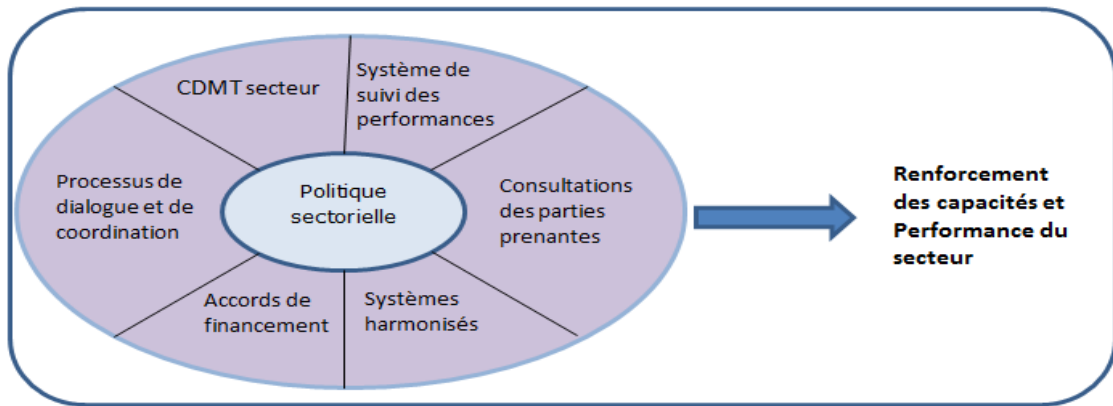 CDMT secteur
Système de
suivi des
performances
Processus de
dialogue et de
coordination
Politique
sectorielle
Consultations
des parties
prenantes
Accords de
financement
Systèmes
harmonisés
Renforcement
des capacités et
Performance du
secteur